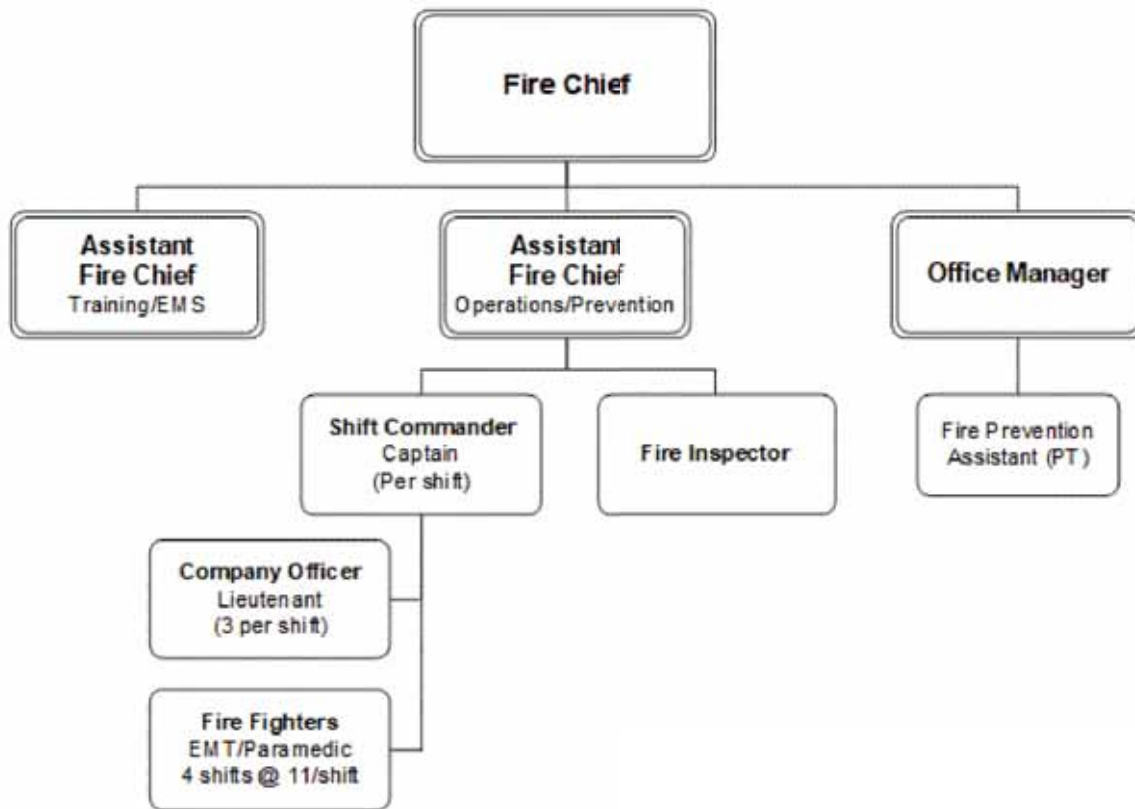 Fire Chief
Assistant
Fire Chief
Training/EMS
Assistant
Fire Chief
Operations/Prevention
Office Manager
Shift Commander
Captain
(Per shift)
Fire Inspector
Fire Prevention
Assistant (PT)
Company Officer
Lieutenant
(3 per shift)
Fire Fighters
EMT/Paramedic
4 shifts @ 11/shift